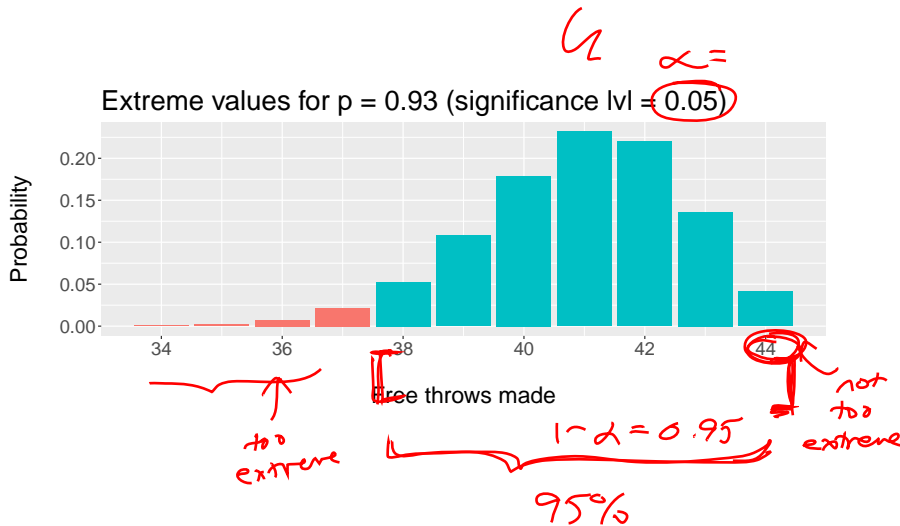 α =
Extreme values for p = 0.93 (significance lvl = 0.05)
Probability
0.20
0.15
0.10
0.05
0.00
34 36 38 40 42 44
Free throws made
too
extreme
not
too
extreme
1-α = 0.95
95%